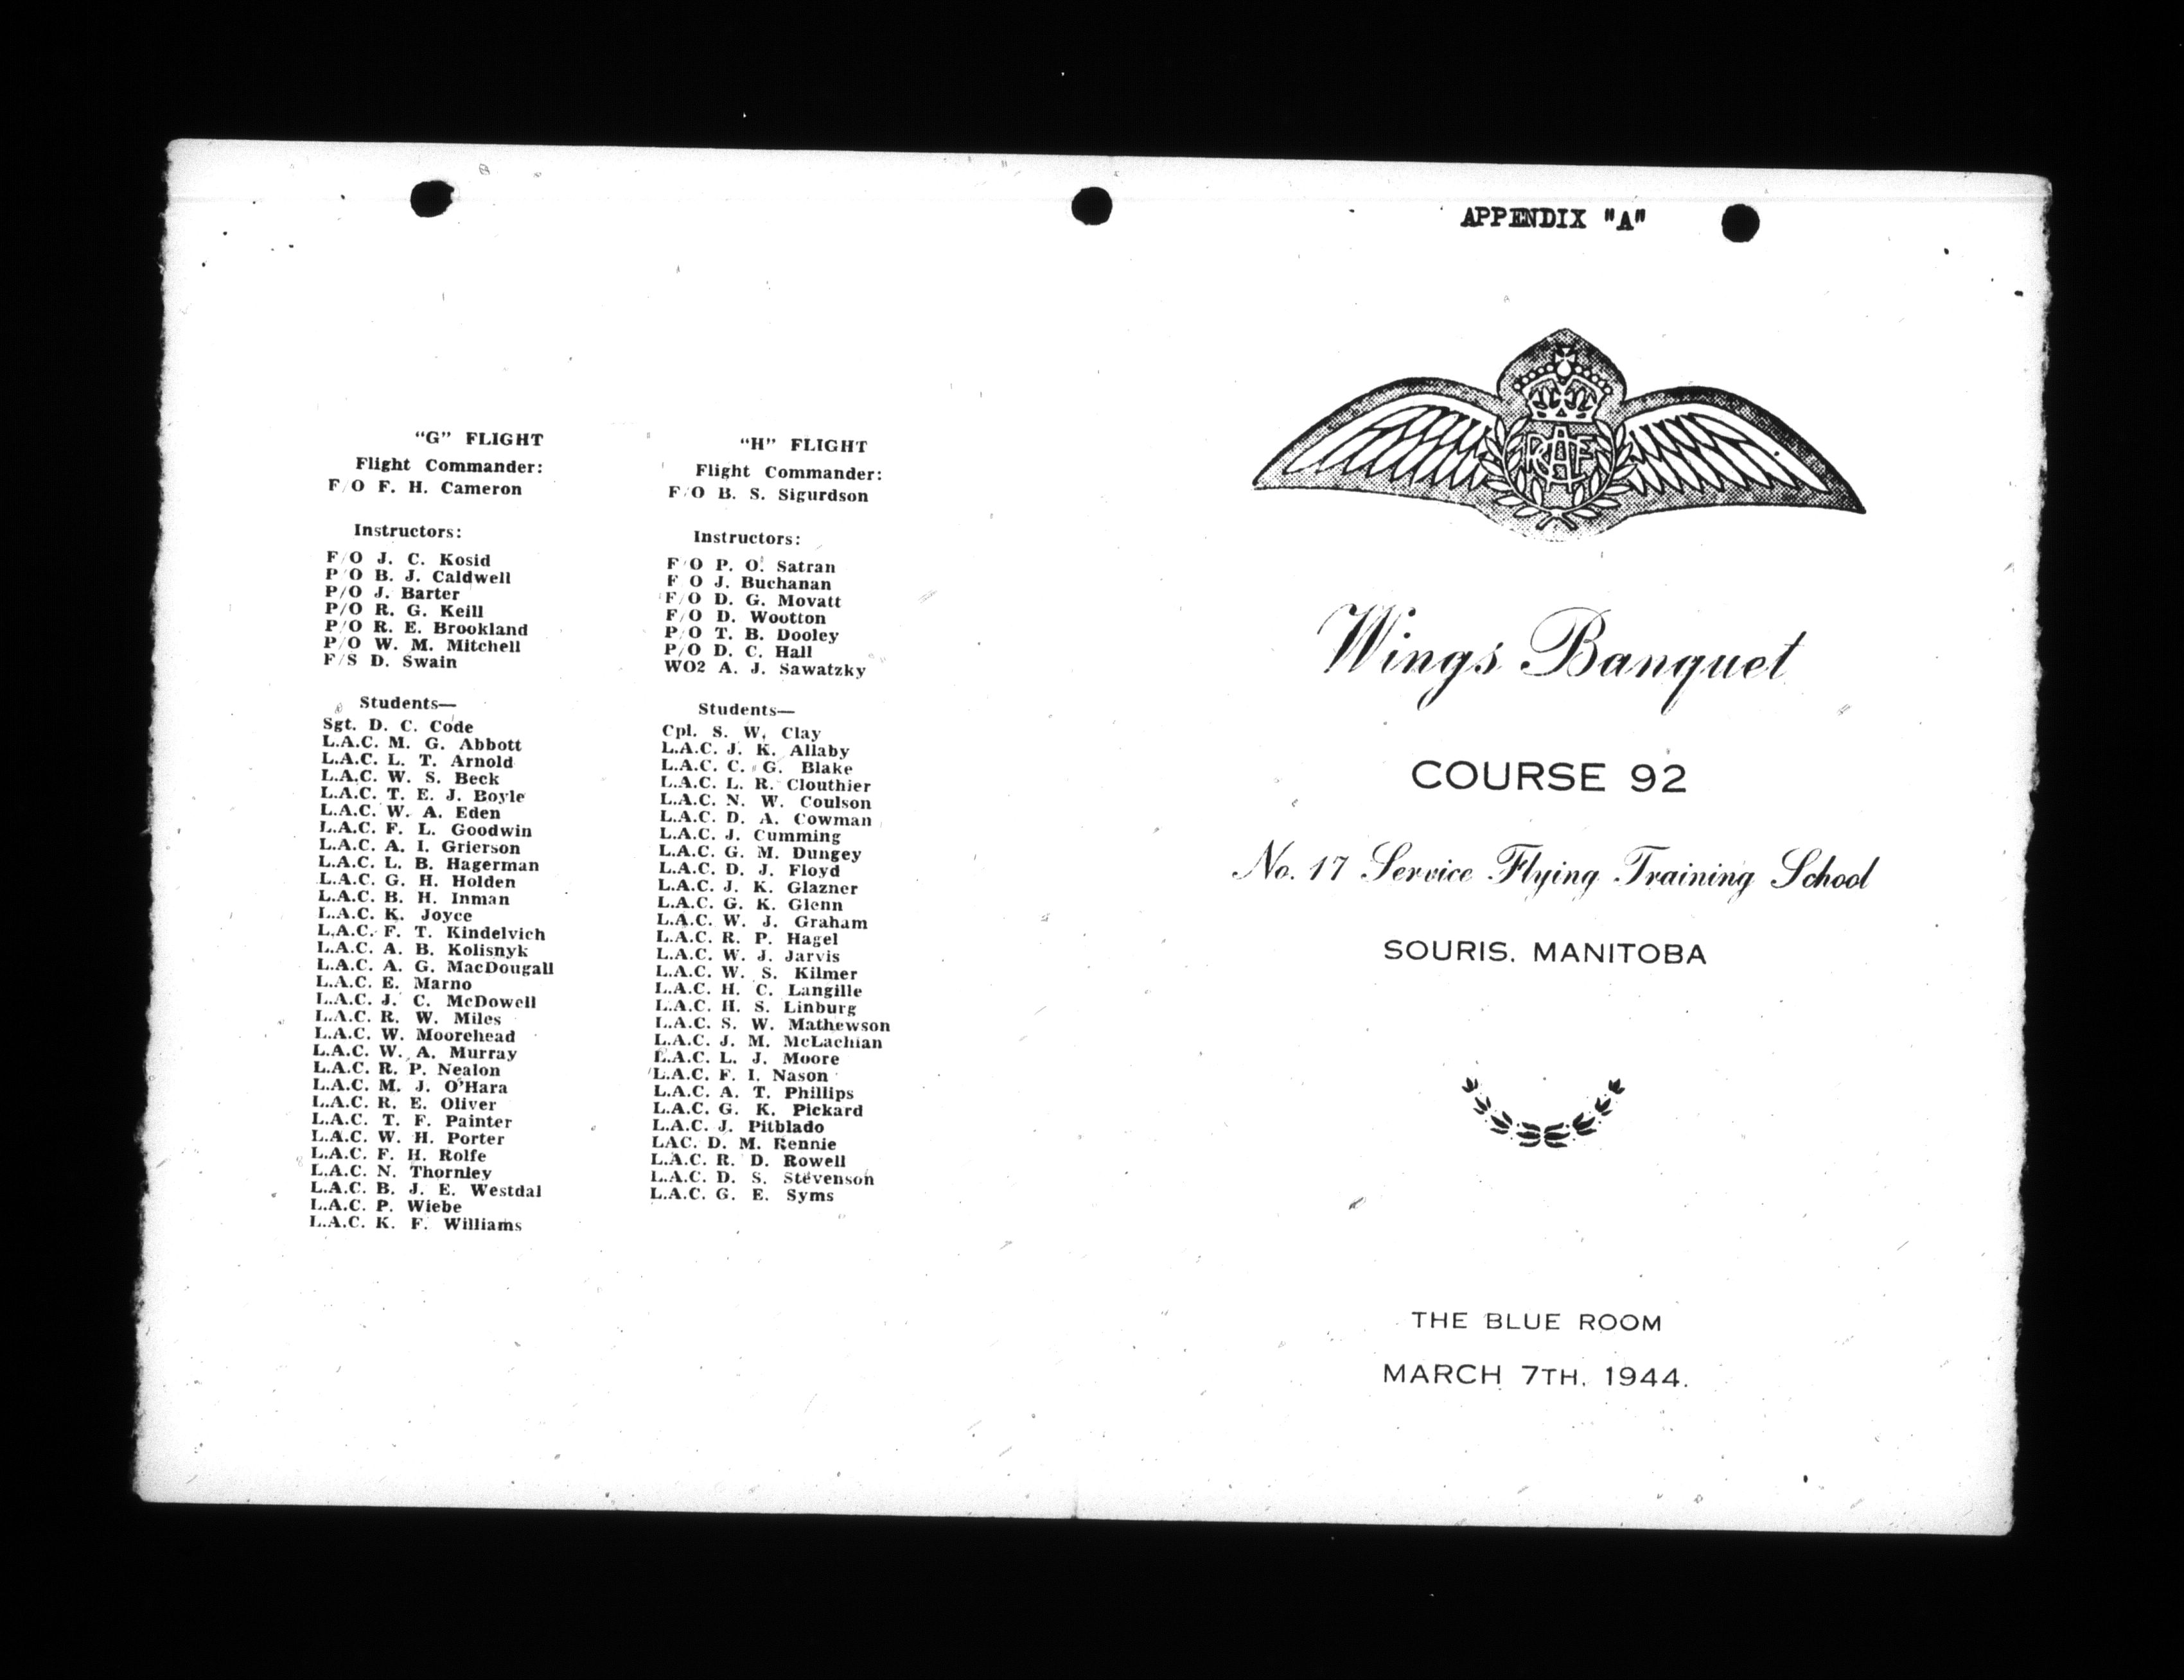 APPENDIX "A"
"G" FLIGHT
Flight Commander:
F/O F. H. Cameron
Instructors:
F/O J. C. Kosid
P/O B. J. Caldwell
P/O J. Barter
P/O R. G. Keill
P/O R. E. Brookland
P/O W. M. Mitchell
F/S D. Swain
Students—
Sgt. D. C. Code
L.A.C. M. G. Abbott
L.A.C. L. T. Arnold
L.A.C. W. S. Beck
L.A.C. T. E. J. Boyle
L.A.C. W. A. Eden
L.A.C. F. L. Goodwin
L.A.C. A. I. Grierson
L.A.C. L. B. Hagerman
L.A.C. G. H. Holden
L.A.C. B. H. Inman
L.A.C. K. Joyce
L.A.C. F. T. Kindelvich
L.A.C. A. B. Kolisnyk
L.A.C. A. G. MacDougall
L.A.C. E. Marno
L.A.C. J. C. McDowell
L.A.C. R. W. Miles
L.A.C. W. Moorehead
L.A.C. W. A. Murray
L.A.C. R. P. Nealon
L.A.C. M. J. O'Hara
L.A.C. R. E. Oliver
L.A.C. T. F. Painter
L.A.C. W. H. Porter
L.A.C. F. H. Rolfe
L.A.C. N. Thornley
L.A.C. B. J. E. Westdal
L.A.C. P. Wiebe
L.A.C. K. F. Williams
"H" FLIGHT
Flight Commander:
F/O B. S. Sigurdson
Instructors:
F/O P. O. Satran
F/O J. Buchanan
F/O D. G. Movatt
F/O D. Wootton
P/O T. B. Dooley
P/O D. C. Hall
WO2 A. J. Sawatzky
Students—
Cpl. S. W. Clay
L.A.C. J. K. Allaby
L.A.C. C. G. Blake
L.A.C. L. R. Clouthier
L.A.C. N. W. Coulson
L.A.C. D. A. Cowman
L.A.C. J. Cumming
L.A.C. G. M. Dungey
L.A.C. D. J. Floyd
L.A.C. J. K. Glazner
L.A.C. G. K. Glenn
L.A.C. W. J. Graham
L.A.C. R. P. Hagel
L.A.C. W. J. Jarvis
L.A.C. W. S. Kilmer
L.A.C. H. C. Langille
L.A.C. H. S. Linburg
L.A.C. S. W. Mathewson
L.A.C. J. M. McLachlan
L.A.C. L. J. Moore
L.A.C. F. I. Nason
L.A.C. A. T. Phillips
L.A.C. G. K. Pickard
L.A.C. J. Pitblado
LAC. D. M. Rennie
L.A.C. R. D. Rowell
L.A.C. D. S. Stevenson
L.A.C. G. E. Syms
RCAF
Wings Banquet
COURSE 92
No. 17 Service Flying Training School
SOURIS, MANITOBA
THE BLUE ROOM
MARCH 7TH, 1944.